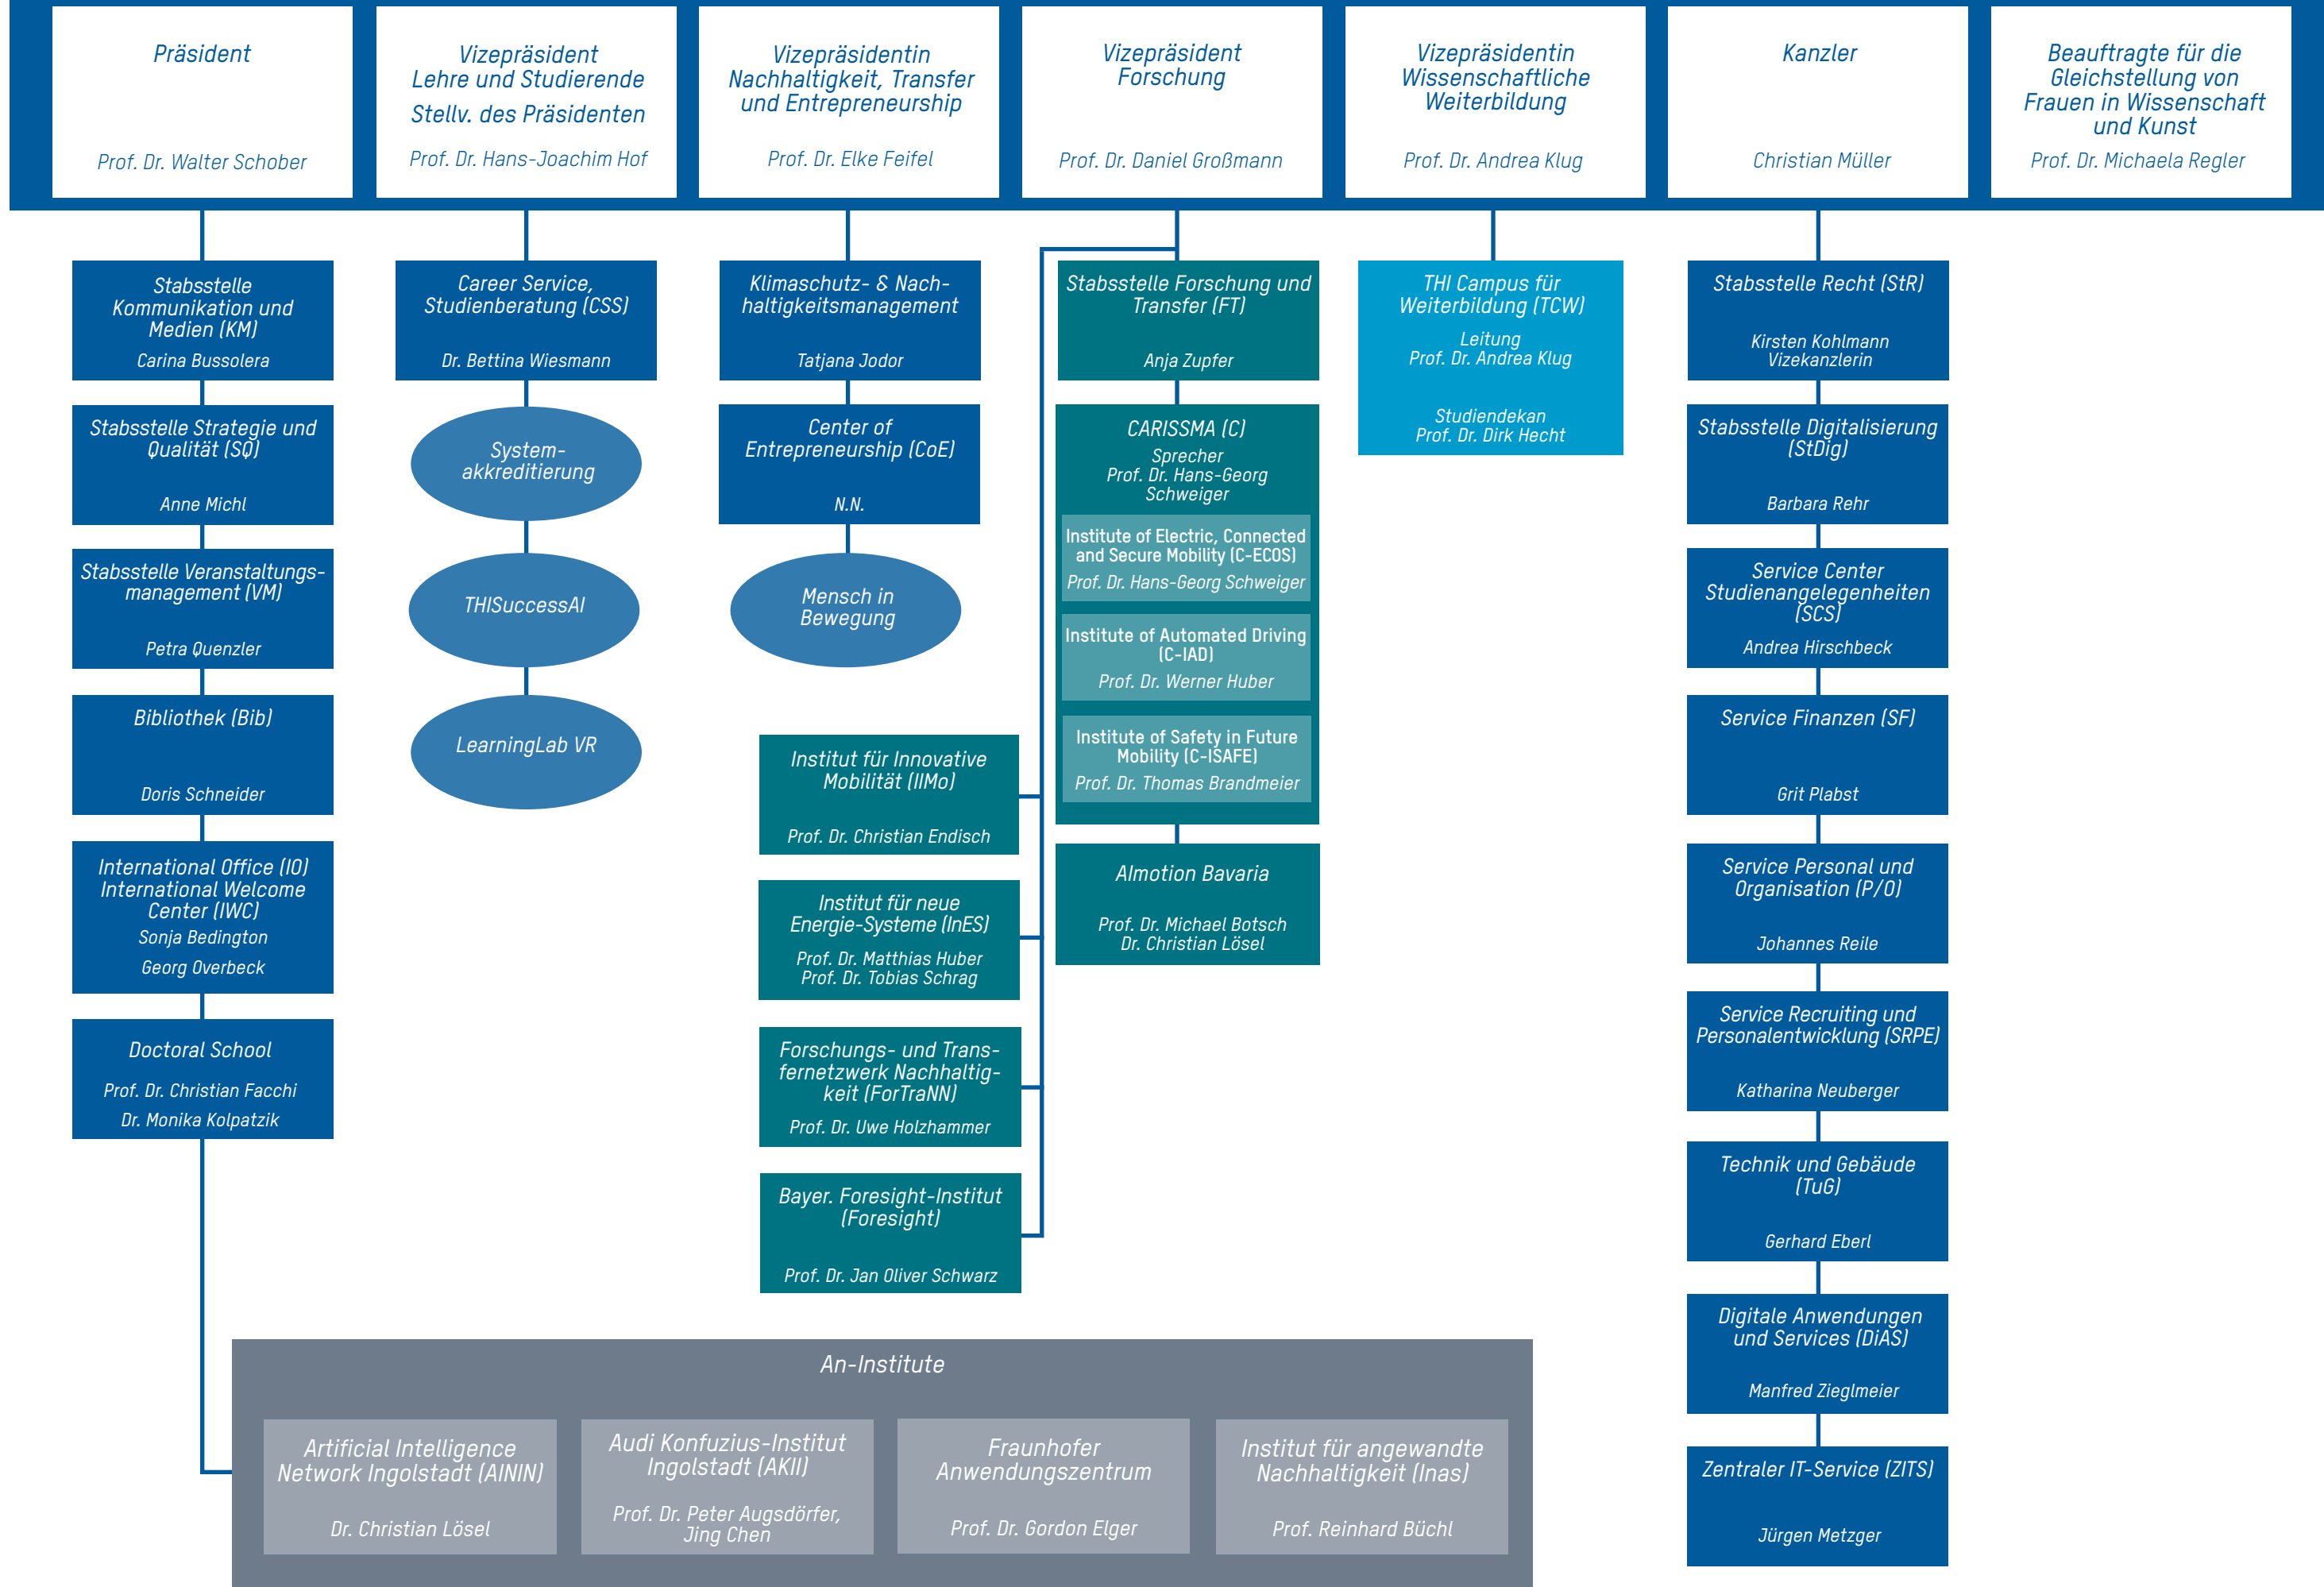 Präsident
Prof. Dr. Walter Schober
Vizepräsident
Lehre und Studierende
Stellv. des Präsidenten
Prof. Dr. Hans-Joachim Hof
Vizepräsidentin
Nachhaltigkeit, Transfer
und Entrepreneurship
Prof. Dr. Elke Feifel
Vizepräsident
Forschung
Prof. Dr. Daniel Großmann
Vizepräsidentin
Wissenschaftliche
Weiterbildung
Prof. Dr. Andrea Klug
Kanzler
Christian Müller
Beauftragte für die
Gleichstellung von
Frauen in Wissenschaft
und Kunst
Prof. Dr. Michaela Regler
Stabsstelle
Kommunikation und
Medien (KM)
Carina Bussolera
Stabsstelle Strategie und
Qualität (SQ)
Anne Michl
Stabsstelle Veranstaltungs-
management (VM)
Petra Quenzler
Bibliothek (Bib)
Doris Schneider
International Office (IO)
International Welcome
Center (IWC)
Sonja Bedington
Georg Overbeck
Doctoral School
Prof. Dr. Christian Facchi
Dr. Monika Kolpatzik
Career Service,
Studienberatung (CSS)
Dr. Bettina Wiesmann
System-
akkreditierung
THISuccessAI
LearningLab VR
Klimaschutz- & Nach-
haltigkeitsmanagement
Tatjana Jodor
Center of
Entrepreneurship (CoE)
N.N.
Mensch in
Bewegung
Institut für Innovative
Mobilität (IIMo)
Prof. Dr. Christian Endisch
Institut für neue
Energie-Systeme (InES)
Prof. Dr. Matthias Huber
Prof. Dr. Tobias Schrag
Forschungs- und Trans-
fernetzwerk Nachhaltig-
keit (ForTraNN)
Prof. Dr. Uwe Holzhammer
Bayer. Foresight-Institut
(Foresight)
Prof. Dr. Jan Oliver Schwarz
Stabsstelle Forschung und
Transfer (FT)
Anja Zupfer
CARISSMA (C)
Sprecher
Prof. Dr. Hans-Georg
Schweiger
Institute of Electric, Connected
and Secure Mobility (C-ECOS)
Prof. Dr. Hans-Georg Schweiger
Institute of Automated Driving
(C-IAD)
Prof. Dr. Werner Huber
Institute of Safety in Future
Mobility (C-ISAFE)
Prof. Dr. Thomas Brandmeier
AImotion Bavaria
Prof. Dr. Michael Botsch
Dr. Christian Lösel
THI Campus für
Weiterbildung (TCW)
Leitung
Prof. Dr. Andrea Klug
Studiendekan
Prof. Dr. Dirk Hecht
Stabsstelle Recht (StR)
Kirsten Kohlmann
Vizekanzlerin
Stabsstelle Digitalisierung
(StDig)
Barbara Rehr
Service Center
Studienangelegenheiten
(SCS)
Andrea Hirschbeck
Service Finanzen (SF)
Grit Plabst
Service Personal und
Organisation (P/O)
Johannes Reile
Service Recruiting und
Personalentwicklung (SRPE)
Katharina Neuberger
Technik und Gebäude
(TuG)
Gerhard Eberl
Digitale Anwendungen
und Services (DiAS)
Manfred Zieglmeier
Zentraler IT-Service (ZITS)
Jürgen Metzger
An-Institute
Artificial Intelligence
Network Ingolstadt (AININ)
Dr. Christian Lösel
Audi Konfuzius-Institut
Ingolstadt (AKII)
Prof. Dr. Peter Augsdörfer,
Jing Chen
Fraunhofer
Anwendungszentrum
Prof. Dr. Gordon Elger
Institut für angewandte
Nachhaltigkeit (Inas)
Prof. Reinhard Büchl